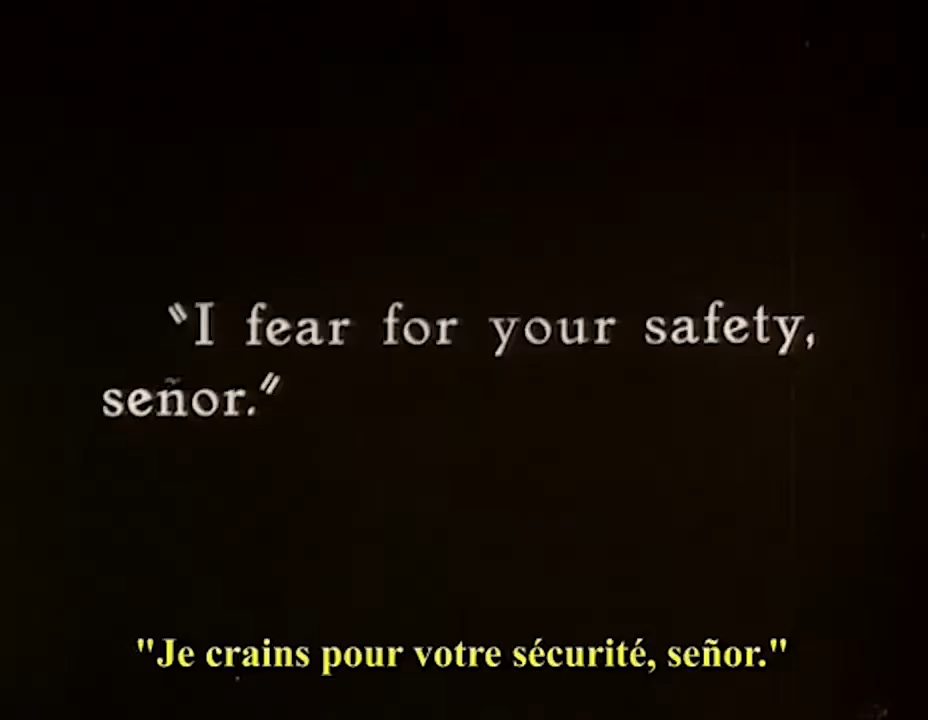 "I fear for your safety,
señor."
"Je crains pour votre sécurité, señor."